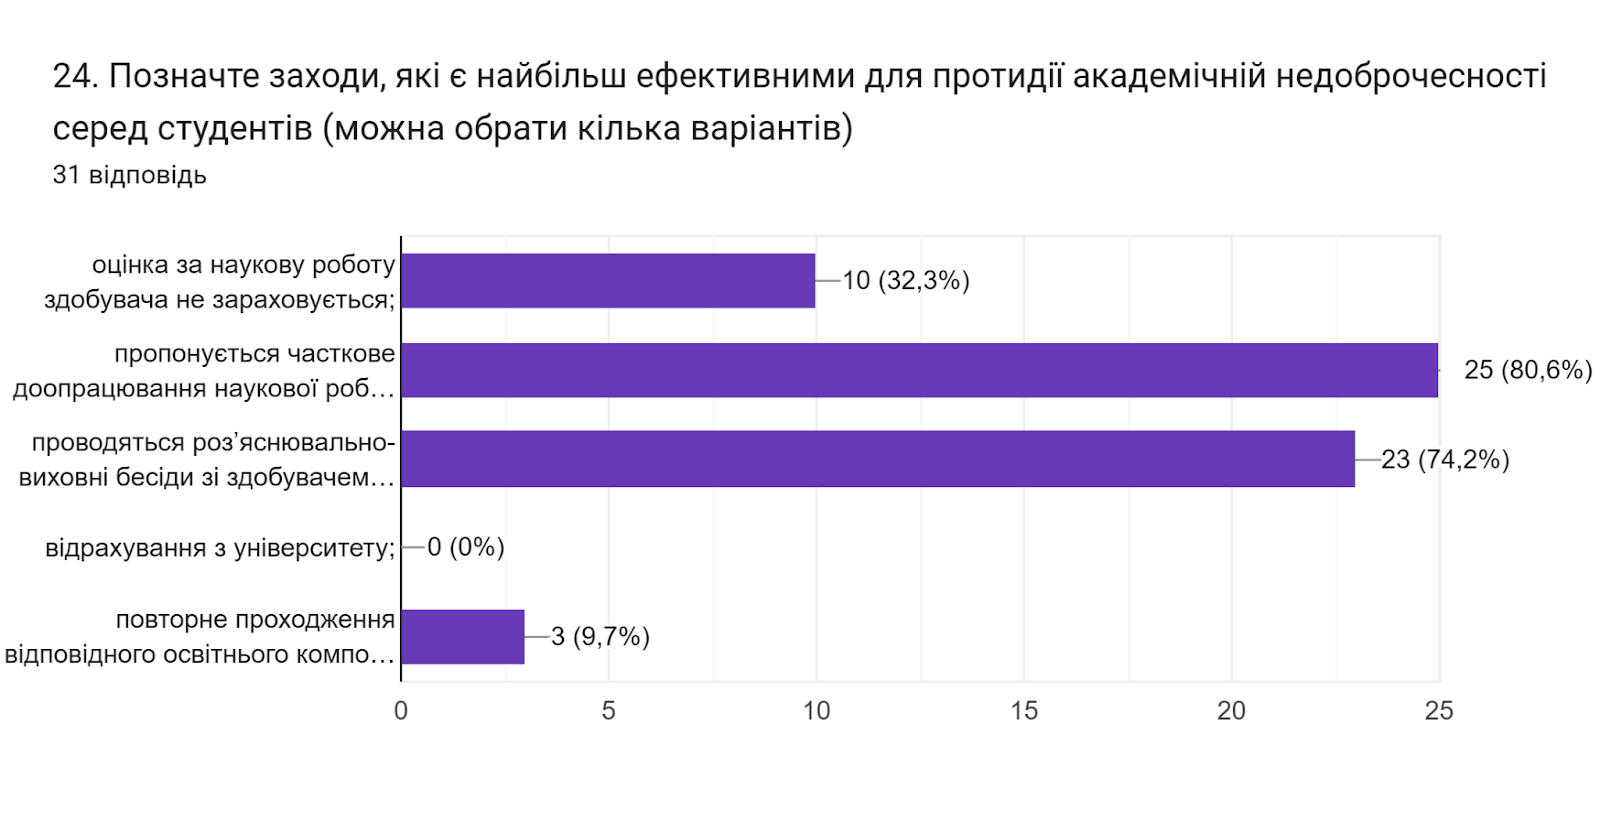 24. Позначте заходи, які є найбільш ефективними для протидії академічній недоброчесності
серед студентів (можна обрати кілька варіантів)
31 відповідь
оцінка за наукову роботу
здобувача не зараховується;
10 (32,3%)
пропонується часткове
доопрацювання наукової роб…
25 (80,6%)
проводяться роз’яснювально-
виховні бесіди зі здобувачем…
23 (74,2%)
відрахування з університету;
0 (0%)
повторне проходження
відповідного освітнього компо…
3 (9,7%)
0 5 10 15 20 25